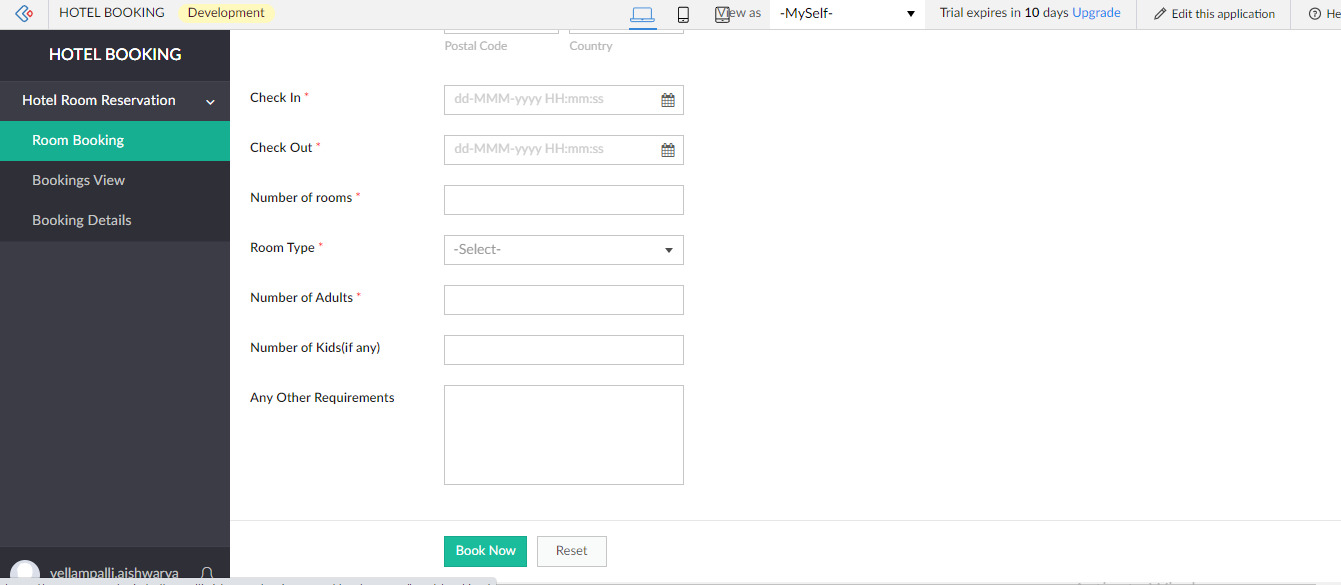 HOTEL BOOKING Development View as -MySelf- Trial expires in 10 days Upgrade Edit this application He
HOTEL BOOKING
Hotel Room Reservation
Room Booking
Bookings View
Booking Details
yellampalli.aishwarya
Postal Code Country
Check In * dd-MMM-yyyy HH:mm:ss
Check Out * dd-MMM-yyyy HH:mm:ss
Number of rooms *
Room Type * -Select-
Number of Adults *
Number of Kids(if any)
Any Other Requirements
Book Now Reset